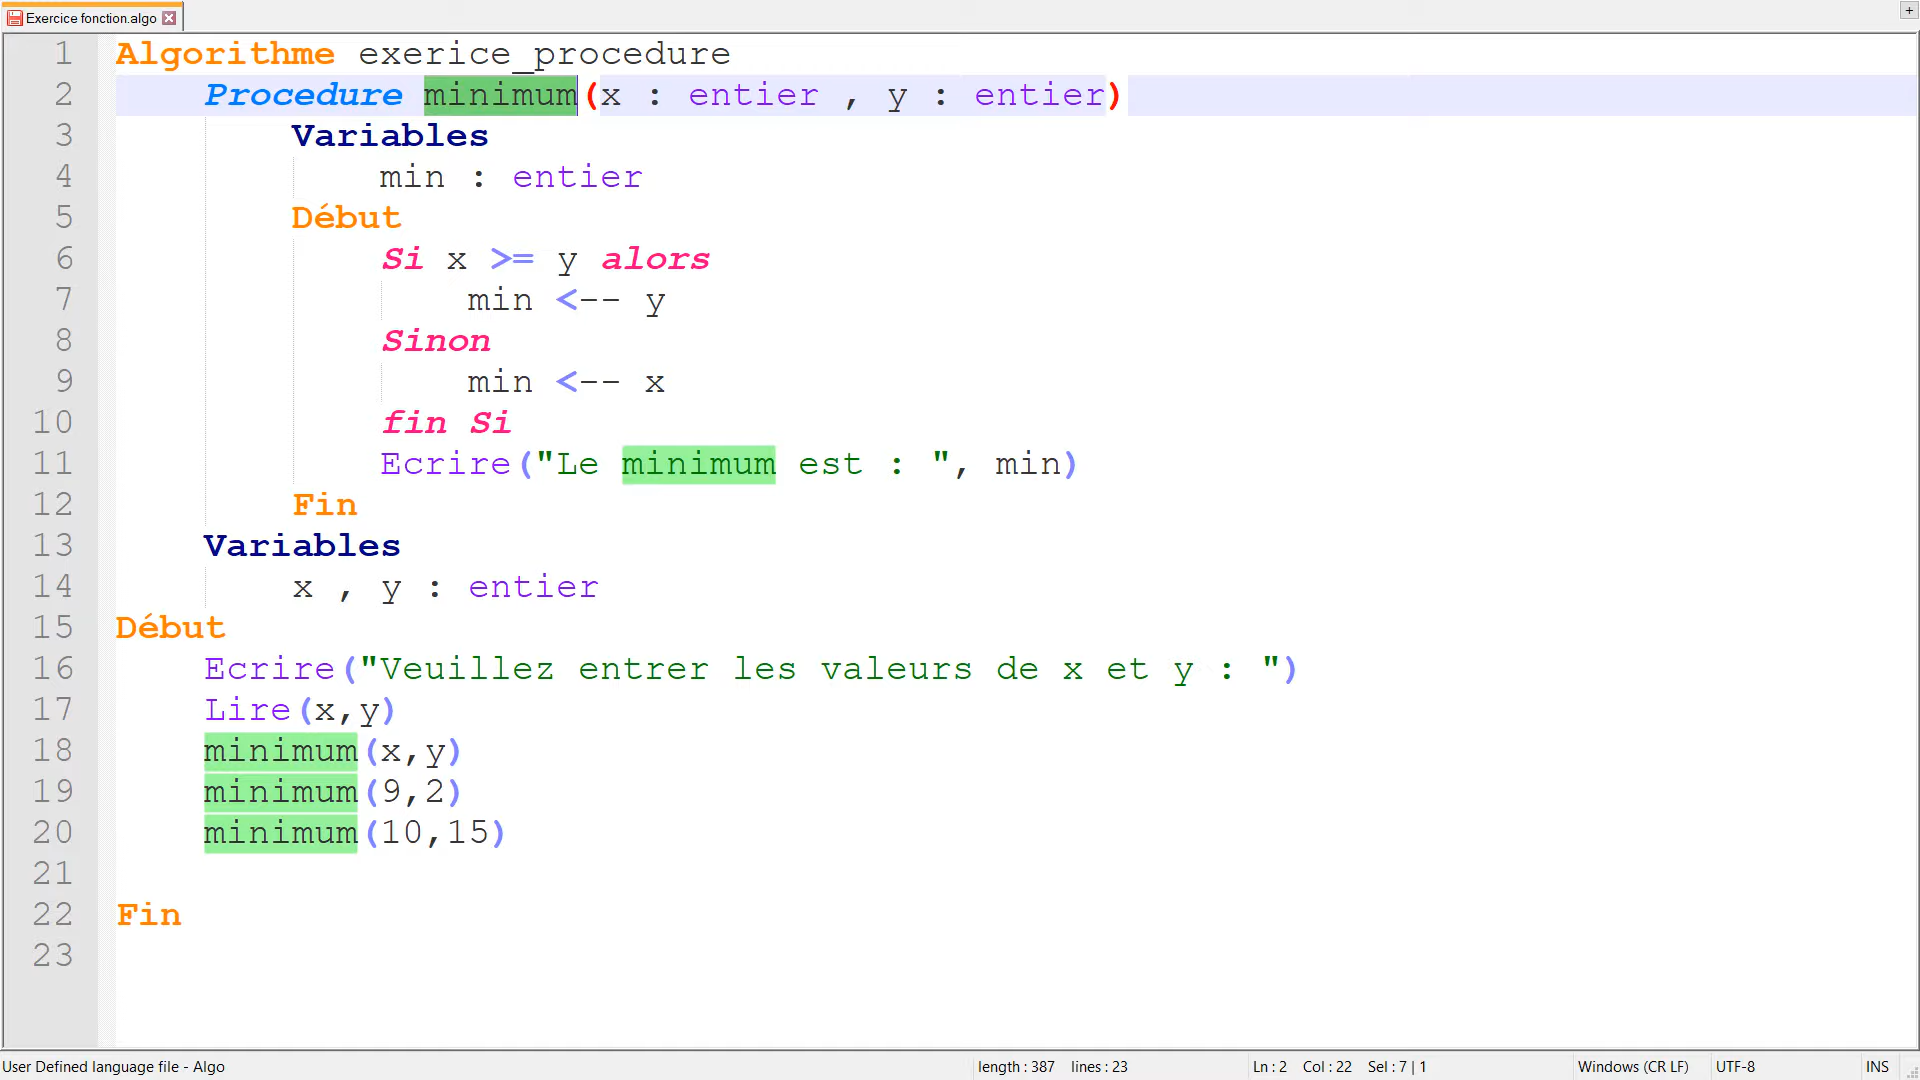 Exercice fonction.algo
1 Algorithme exerice_procedure
2 Procedure minimum(x : entier , y : entier)
3 Variables
4 min : entier
5 Début
6 Si x >= y alors
7 min <-- y
8 Sinon
9 min <-- x
10 fin Si
11 Ecrire("Le minimum est : ", min)
12 Fin
13 Variables
14 x , y : entier
15 Début
16 Ecrire("Veuillez entrer les valeurs de x et y : ")
17 Lire(x,y)
18 minimum(x,y)
19 minimum(9,2)
20 minimum(10,15)
21
22 Fin
23
User Defined language file - Algo length : 387 lines : 23 Ln : 2 Col : 22 Sel : 7 | 1 Windows (CR LF) UTF-8 INS